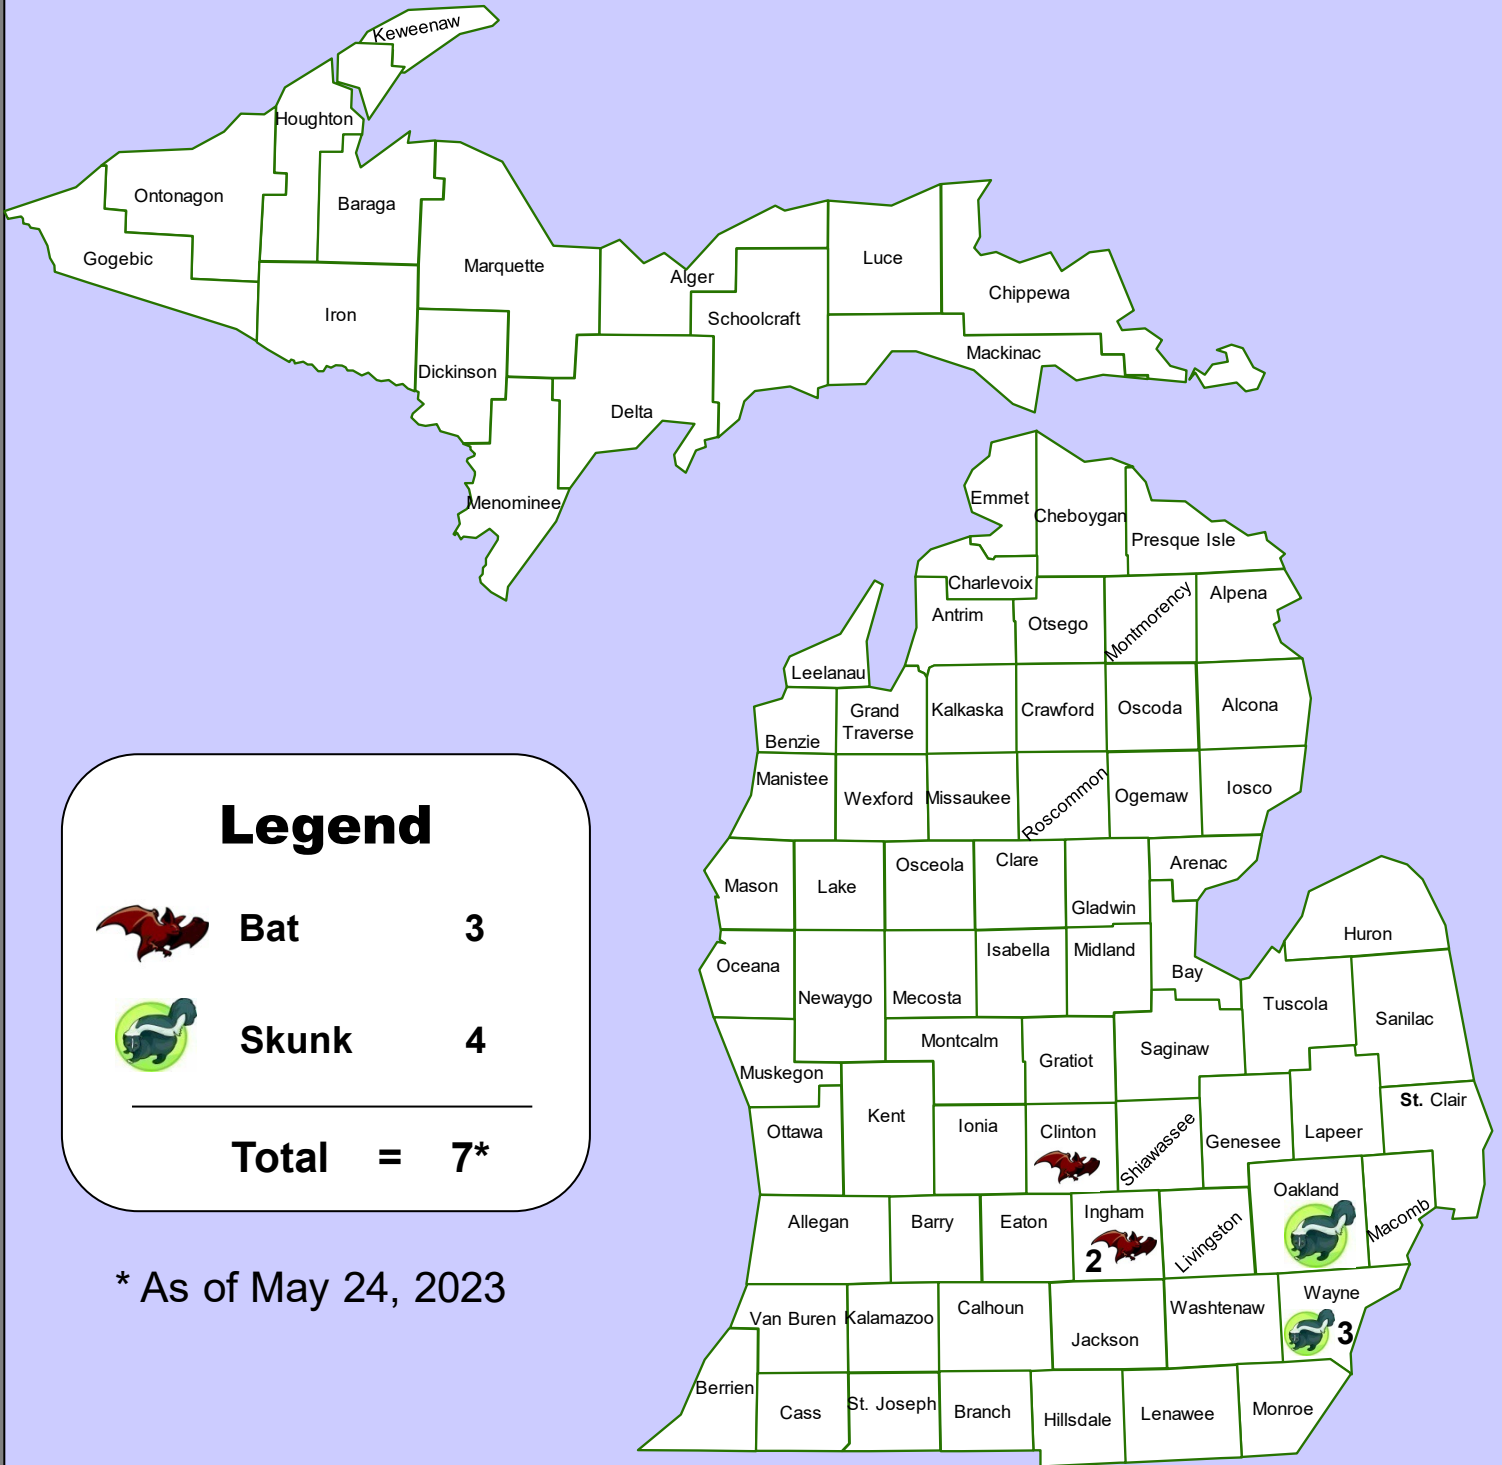 Keweenaw
Houghton
Ontonagon
Baraga
Gogebic
Marquette
Iron
Dickinson
Menominee
Delta
Alger
Schoolcraft
Luce
Chippewa
Mackinac
Emmet
Cheboygan
Presque Isle
Charlevoix
Antrim
Otsego
Montmorency
Alpena
Leelanau
Benzie
Grand
Traverse
Kalkaska
Crawford
Oscoda
Alcona
Manistee
Wexford
Missaukee
Roscommon
Ogemaw
Iosco
Mason
Lake
Osceola
Clare
Gladwin
Arenac
Oceana
Newaygo
Mecosta
Isabella
Midland
Bay
Huron
Tuscola
Sanilac
Muskegon
Montcalm
Gratiot
Saginaw
Ottawa
Kent
Ionia
Clinton
Shiawassee
Genesee
Lapeer
St. Clair
Allegan
Barry
Eaton
Ingham
2
Livingston
Oakland
Macomb
Van Buren
Kalamazoo
Calhoun
Jackson
Washtenaw
Wayne
3
Berrien
Cass
St. Joseph
Branch
Hillsdale
Lenawee
Monroe
Legend
Bat 3
Skunk 4
Total = 7*
* As of May 24, 2023